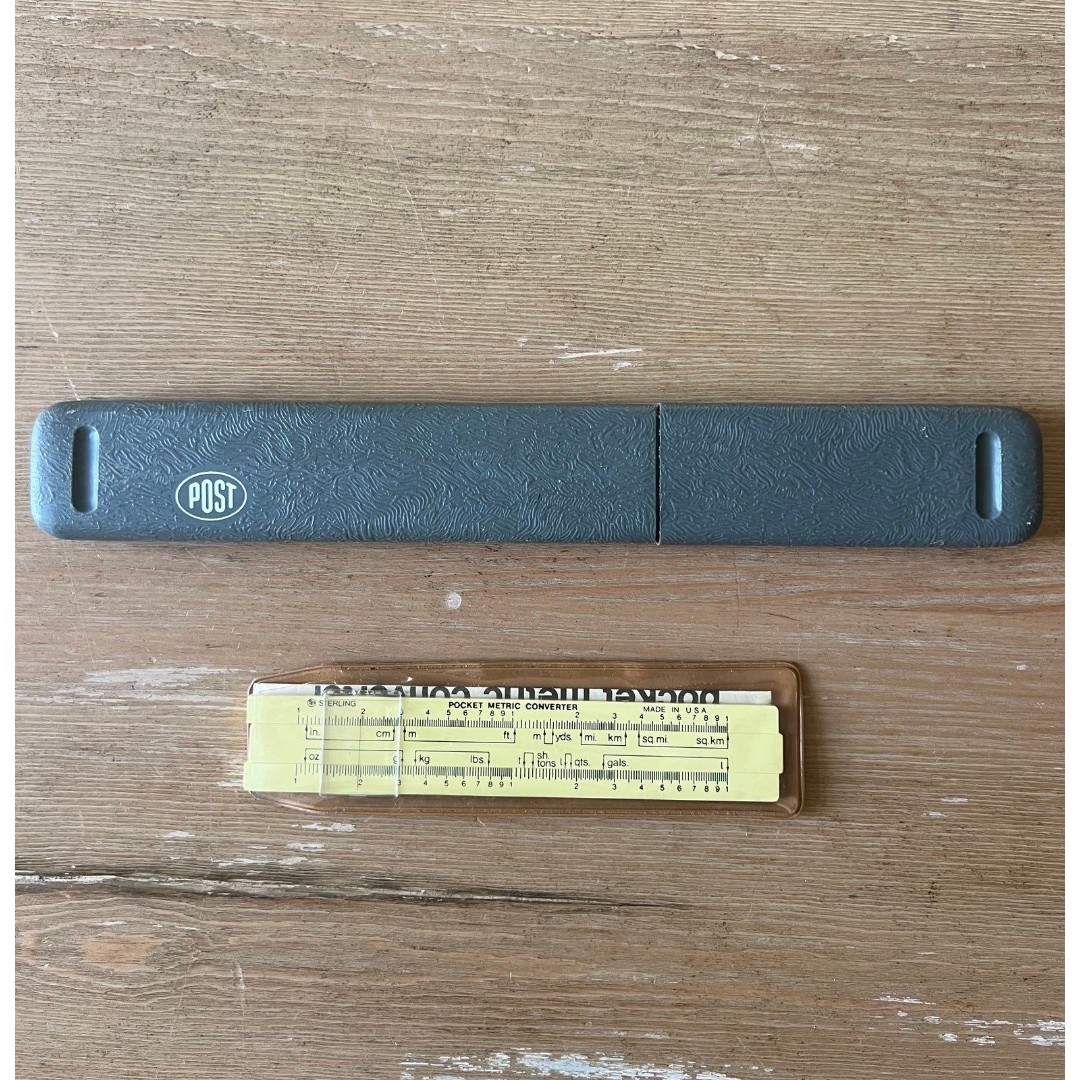 POST
pocket metric converter
STERLING POCKET METRIC CONVERTER MADE IN U S A
1 2 4 5 6 7 8 9 1 2 3 4 5 6 7 8 9 1
in. cm m ft. m yds. mi. km sq.mi. sq.km
oz g kg lbs. t sh. tons t l qts. gals. l
1 2 3 4 5 6 7 8 9 1 2 3 4 5 6 7 8 9 1